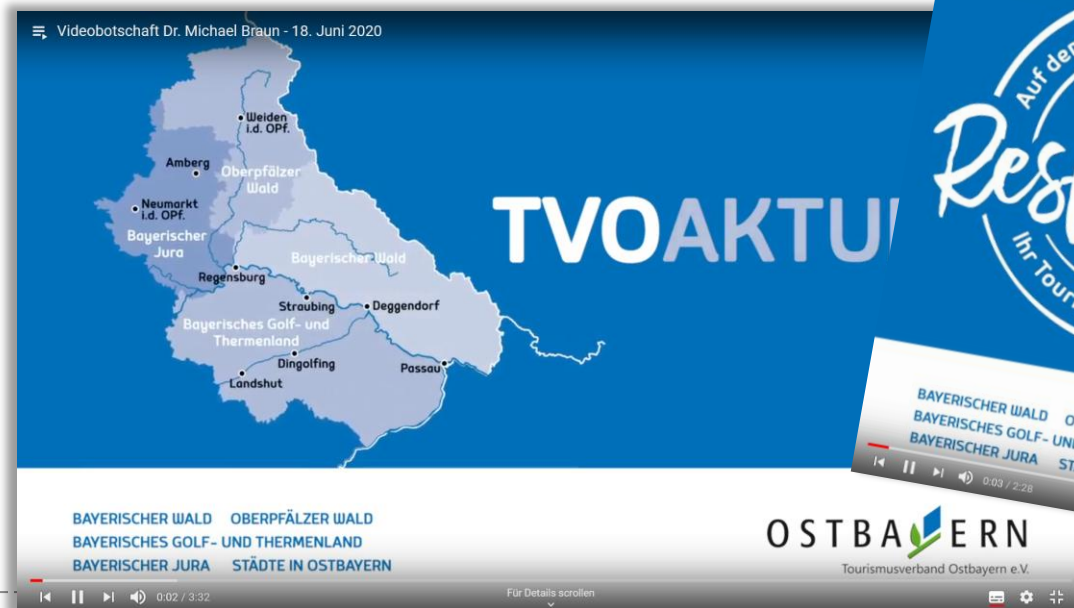 Videobotschaft Dr. Michael Braun - 18. Juni 2020
Weiden
i.d. OPf.
Amberg
Oberpfälzer
Wald
Neumarkt
i.d. OPf.
Bayerischer
Jura
Bayerischer Wald
Regensburg
Straubing
Deggendorf
Bayerisches Golf- und
Thermenland
Dingolfing
Passau
Landshut
TVOAKTU
Auf dem
Res
Ihr Tour
BAYERISCHER WALD
BAYERISCHES GOLF- UN
BAYERISCHER JURA ST
0:03 / 2:28
BAYERISCHER WALD OBERPFÄLZER WALD
BAYERISCHES GOLF- UND THERMENLAND
BAYERISCHER JURA STÄDTE IN OSTBAYERN
OSTBAYERN
Tourismusverband Ostbayern e.V.
0:02 / 3:32
Für Details scrollen